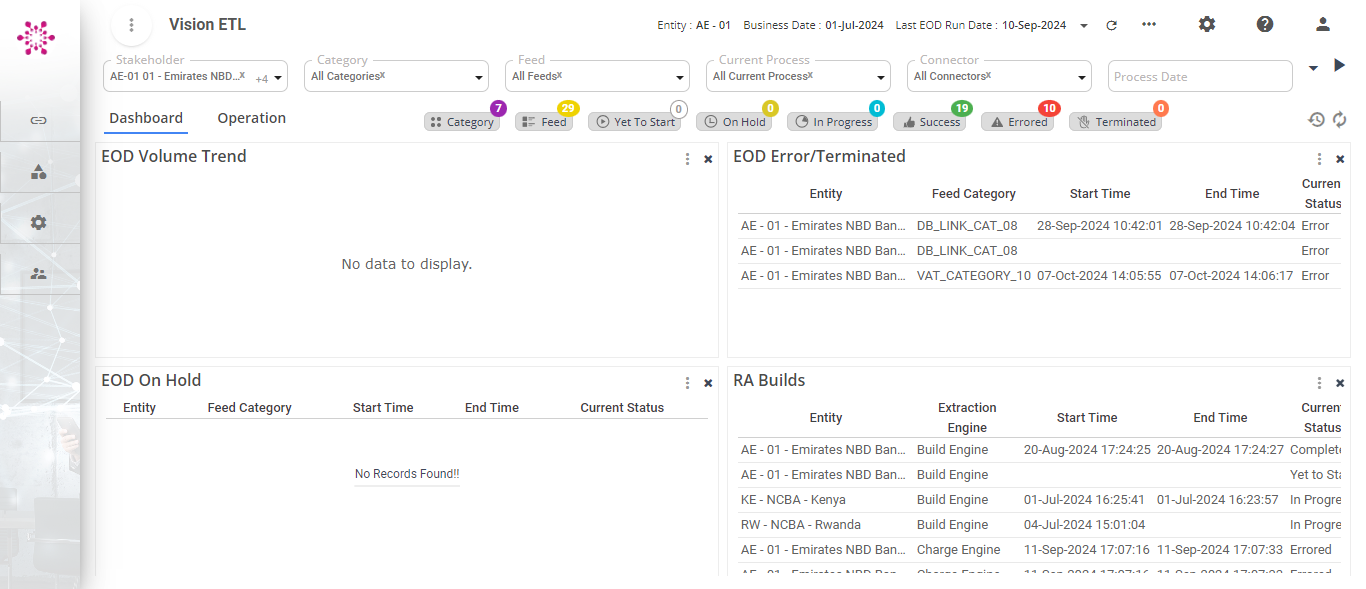 Vision ETL
Entity : AE - 01 Business Date : 01-Jul-2024 Last EOD Run Date : 10-Sep-2024
Stakeholder Category Feed Current Process Connector
AE-01 01 - Emirates NBD...x +4 All Categoriesx All Feedsx All Current Processx All Connectorsx Process Date
7 29 0 0 0 19 10 0
Dashboard Operation Category Feed Yet To Start On Hold In Progress Success Errored Terminated
EOD Volume Trend
No data to display.
EOD Error/Terminated
Entity Feed Category Start Time End Time Curren
Status
AE - 01 - Emirates NBD Ban... DB_LINK_CAT_08 28-Sep-2024 10:42:01 28-Sep-2024 10:42:04 Error
AE - 01 - Emirates NBD Ban... DB_LINK_CAT_08 Error
AE - 01 - Emirates NBD Ban... VAT_CATEGORY_10 07-Oct-2024 14:05:55 07-Oct-2024 14:06:17 Error
EOD On Hold
Entity Feed Category Start Time End Time Current Status
No Records Found!!
RA Builds
Entity Extraction Engine Start Time End Time Current
Status
AE - 01 - Emirates NBD Ban... Build Engine 20-Aug-2024 17:24:25 20-Aug-2024 17:24:27 Complete
AE - 01 - Emirates NBD Ban... Build Engine Yet to Sta
KE - NCBA - Kenya Build Engine 01-Jul-2024 16:25:41 01-Jul-2024 16:23:57 In Progre
RW - NCBA - Rwanda Build Engine 04-Jul-2024 15:01:04 In Progre
AE - 01 - Emirates NBD Ban... Charge Engine 11-Sep-2024 17:07:16 11-Sep-2024 17:07:33 Errored